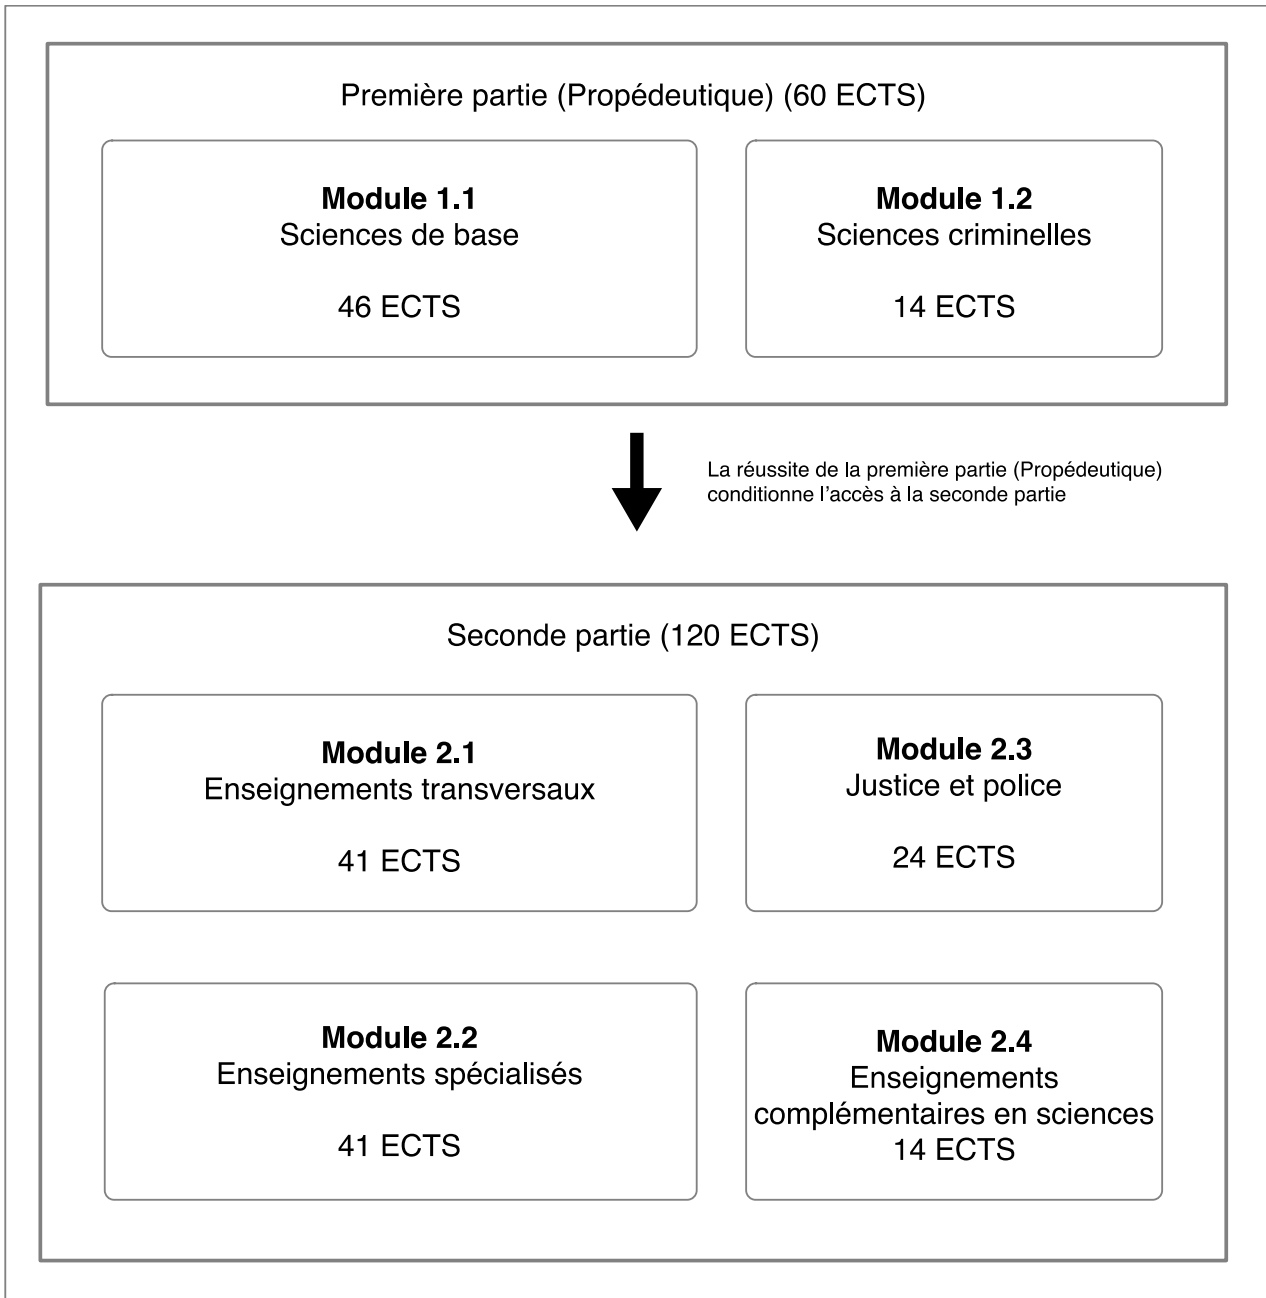 Première partie (Propédeutique) (60 ECTS)
Module 1.1
Sciences de base
46 ECTS
Module 1.2
Sciences criminelles
14 ECTS
La réussite de la première partie (Propédeutique)
conditionne l'accès à la seconde partie
Seconde partie (120 ECTS)
Module 2.1
Enseignements transversaux
41 ECTS
Module 2.3
Justice et police
24 ECTS
Module 2.2
Enseignements spécialisés
41 ECTS
Module 2.4
Enseignements
complémentaires en sciences
14 ECTS